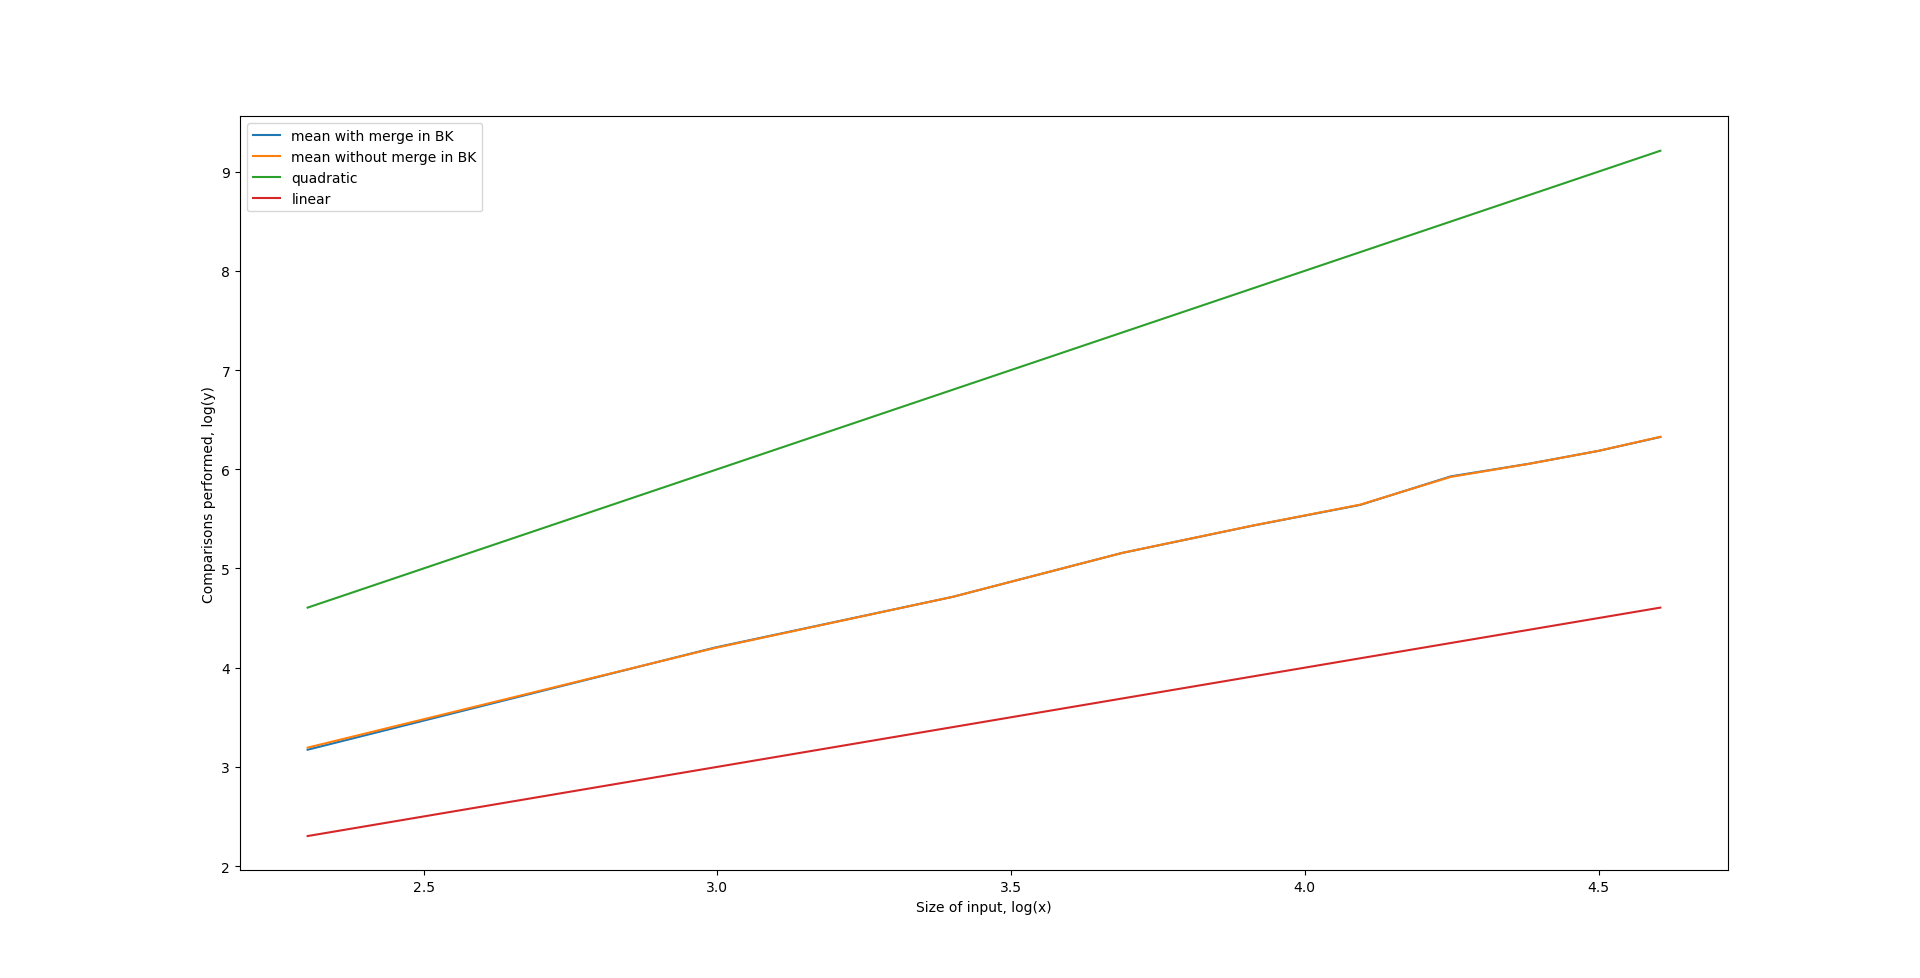 mean with merge in BK
mean without merge in BK
quadratic
linear
Comparisons performed, log(y)
9
8
7
6
5
4
3
2
2.5 3.0 3.5 4.0 4.5
Size of input, log(x)